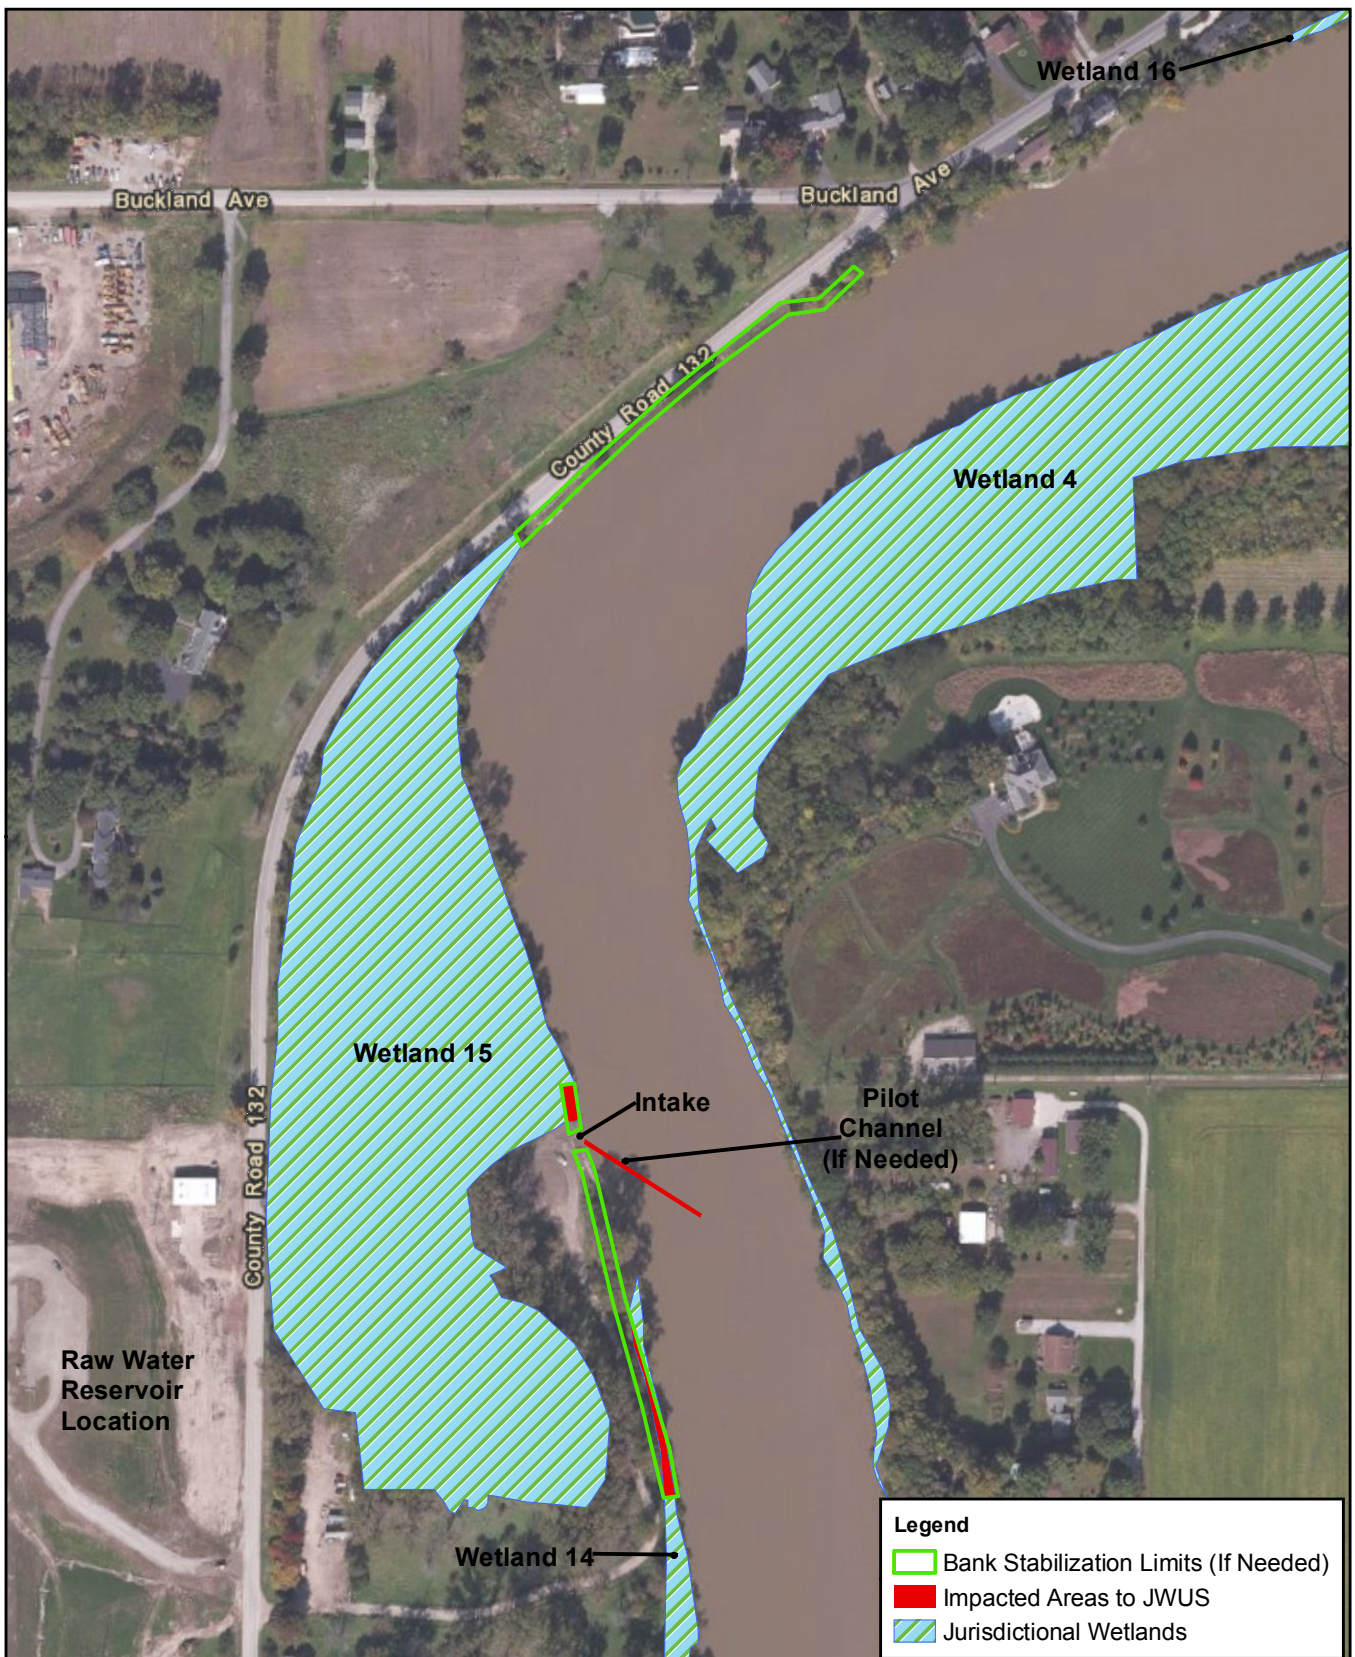 Wetland 16
Buckland Ave
Buckland Ave
County Road 132
Wetland 4
Wetland 15
Intake
Pilot
Channel
(If Needed)
County Road 132
Raw Water
Reservoir
Location
Wetland 14
Legend
Bank Stabilization Limits (If Needed)
Impacted Areas to JWUS
Jurisdictional Wetlands